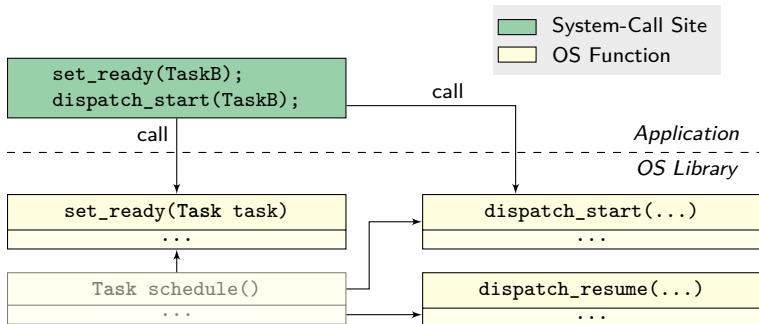 System-Call Site
OS Function
set_ready(TaskB);
dispatch_start(TaskB);
call
call
Application
OS Library
set_ready(Task task)
...
dispatch_start(...)
...
Task schedule()
...
dispatch_resume(...)
...